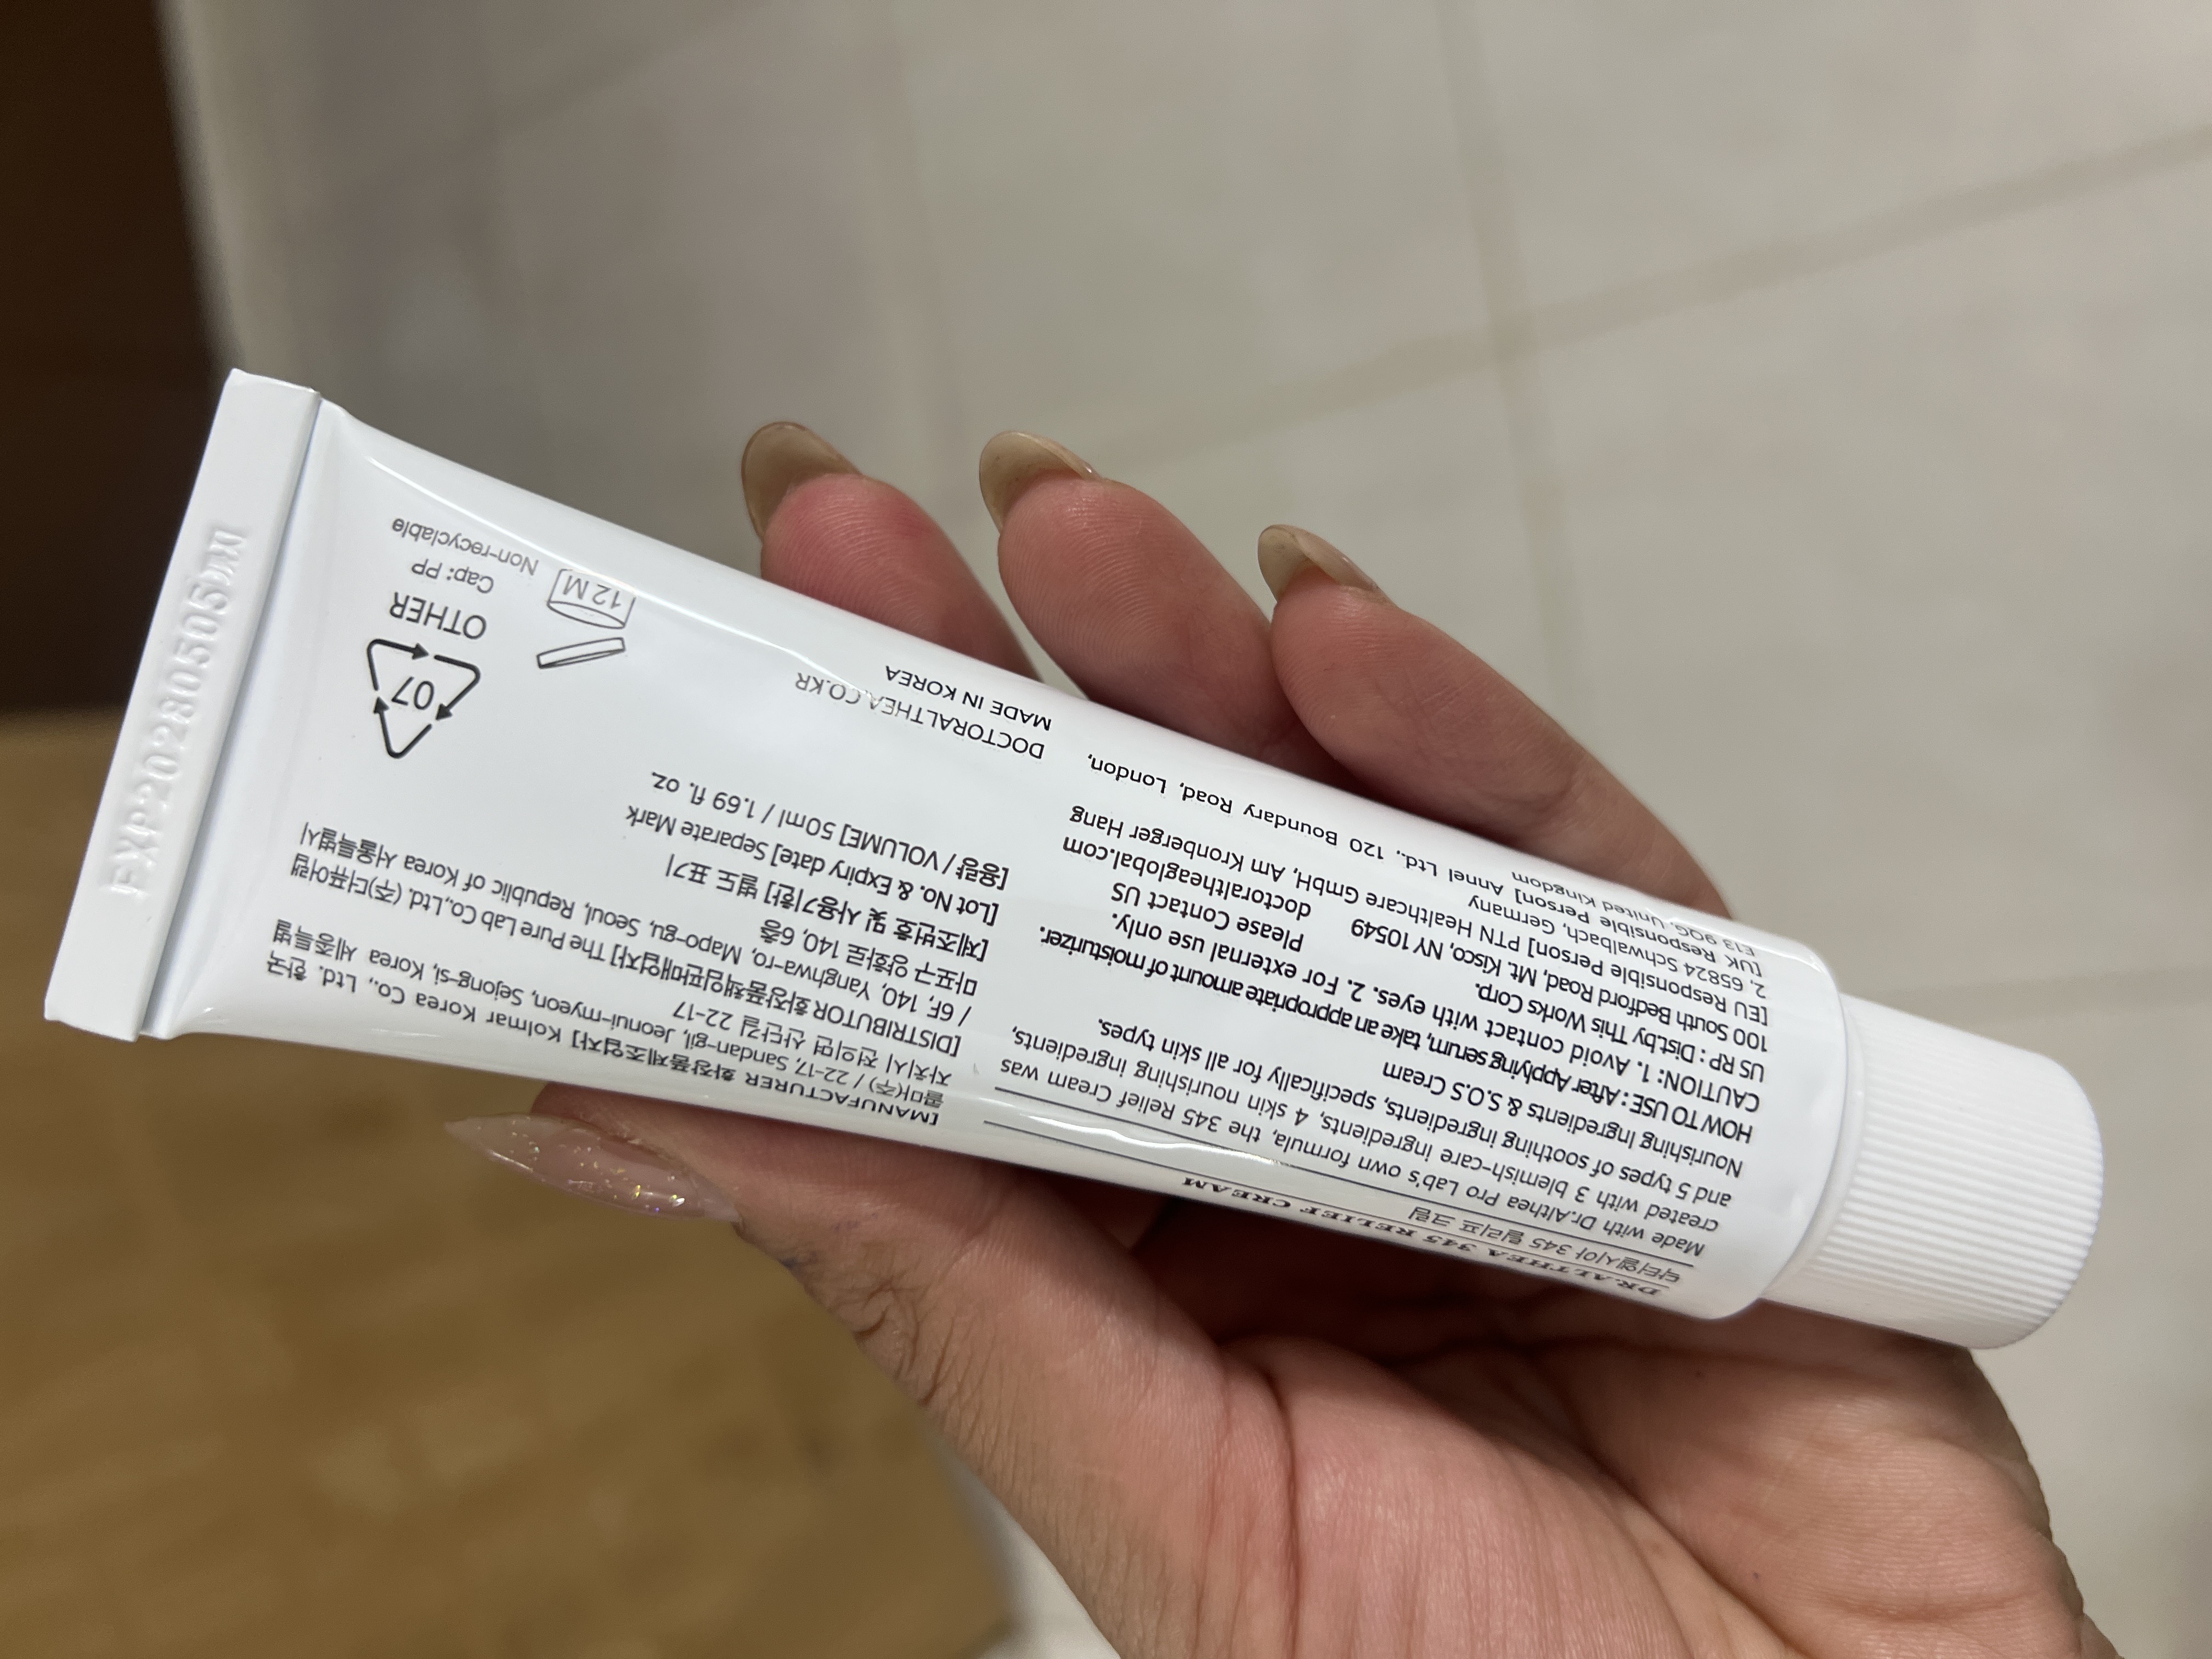 DR.ALTHEA 345 RELIEF CREAM
닥터엘시아 345 릴리프 크림
Made with Dr.Althea Pro Lab's own formula, the 345 Relief Cream was
created with 3 blemish-care ingredients, 4 skin nourishing ingredients,
and 5 types of soothing ingredients, specifically for all skin types.
Nourishing Ingredients & S.O.S Cream
HOW TO USE : After Applying serum, take an appropriate amount of moisturizer.
CAUTION: 1. Avoid contact with eyes. 2. For external use only.
US RP : Dist.by This Works Corp. Please Contact US
100 South Bedford Road, Mt. Kisco, NY 10549 doctoraltheaglobal.com
[EU Responsible Person] PTN Healthcare GmbH, Am Kronberger Hang
2, 65824 Schwalbach, Germany
[UK Responsible Person] Annel Ltd., 120 Boundary Road, London,
E13 9QG, United Kingdom
[MANUFACTURER 화장품제조업자] Kolmar Korea Co., Ltd. 한국
콜마(주) / 22-17, Sandan-gil, Jeonui-myeon, Sejong-si, Korea 세종특별
자치시 전의면 산단길 22-17
[DISTRIBUTOR 화장품책임판매업자] The Pure Lab Co.,Ltd. (주)더퓨어랩
/ 6F, 140, Yanghwa-ro, Mapo-gu, Seoul, Republic of Korea 서울특별시
마포구 양화로 140, 6층
[제조번호 및 사용기한] 별도 표기
[Lot No. & Expiry date] Separate Mark
[용량 / VOLUME] 50ml / 1.69 fl. oz.
DOCTORALTHEA.CO.KR
MADE IN KOREA
07
OTHER
Cap: PP
Non-recyclable
12M
EXP20280505